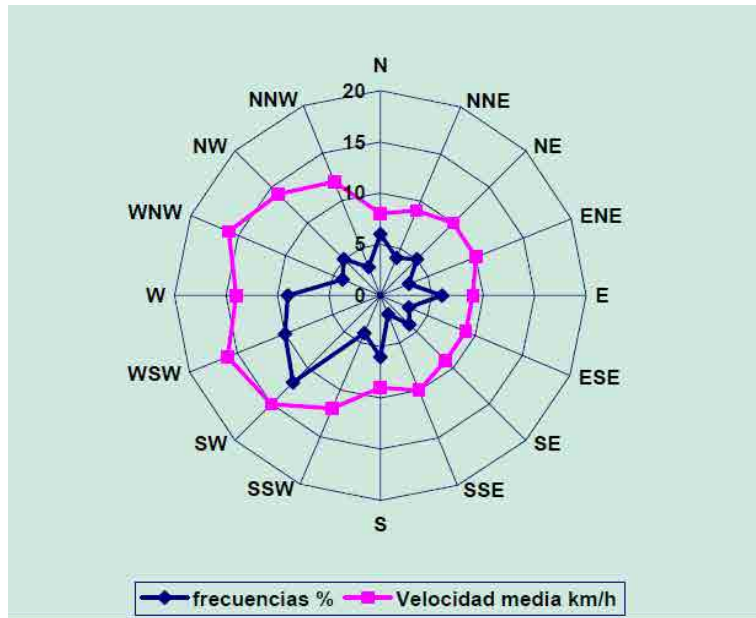 N
NNW
20
NNE
NW
15
NE
WNW
10
ENE
5
W
0
E
WSW
ESE
SW
SE
SSW
SSE
S
frecuencias % Velocidad media km/h